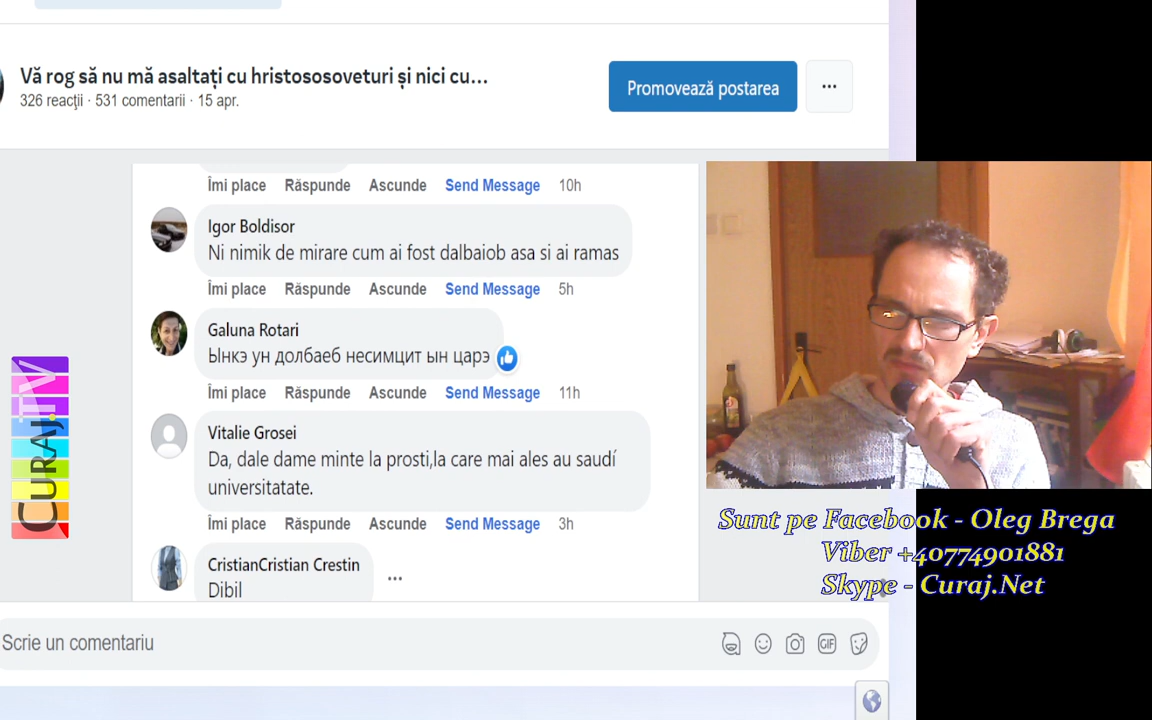 Vă rog să nu mă asaltați cu hristososoveturi și nici cu...
326 reacții · 531 comentarii · 15 apr.
Promovează postarea
Îmi place Răspunde Ascunde Send Message 10h
Igor Boldisor
Ni nimik de mirare cum ai fost dalbaiob asa si ai ramas
Îmi place Răspunde Ascunde Send Message 5h
Galuna Rotari
Ынкэ ун долбаеб несимцит ын царэ
Îmi place Răspunde Ascunde Send Message 11h
Vitalie Grosei
Da, dale dame minte la prosti,la care mai ales au saudí
universitatate.
Îmi place Răspunde Ascunde Send Message 3h
CristianCristian Crestin
Dibil
Scrie un comentariu
GIF
CURAJ.TV
Sunt pe Facebook - Oleg Brega
Viber +40774901881
Skype - Curaj.Net